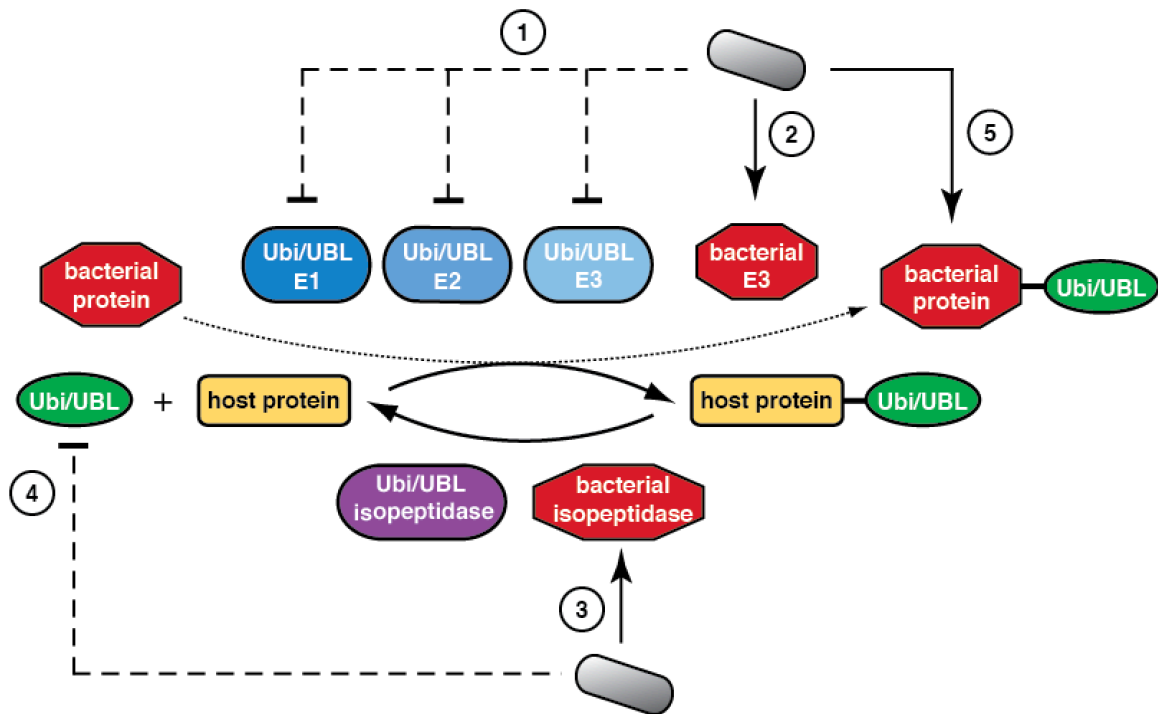 1
2
5
Ubi/UBL
E1
Ubi/UBL
E2
Ubi/UBL
E3
bacterial
E3
bacterial
protein
bacterial
protein
Ubi/UBL
Ubi/UBL
+
host protein
host protein
Ubi/UBL
4
Ubi/UBL
isopeptidase
bacterial
isopeptidase
3